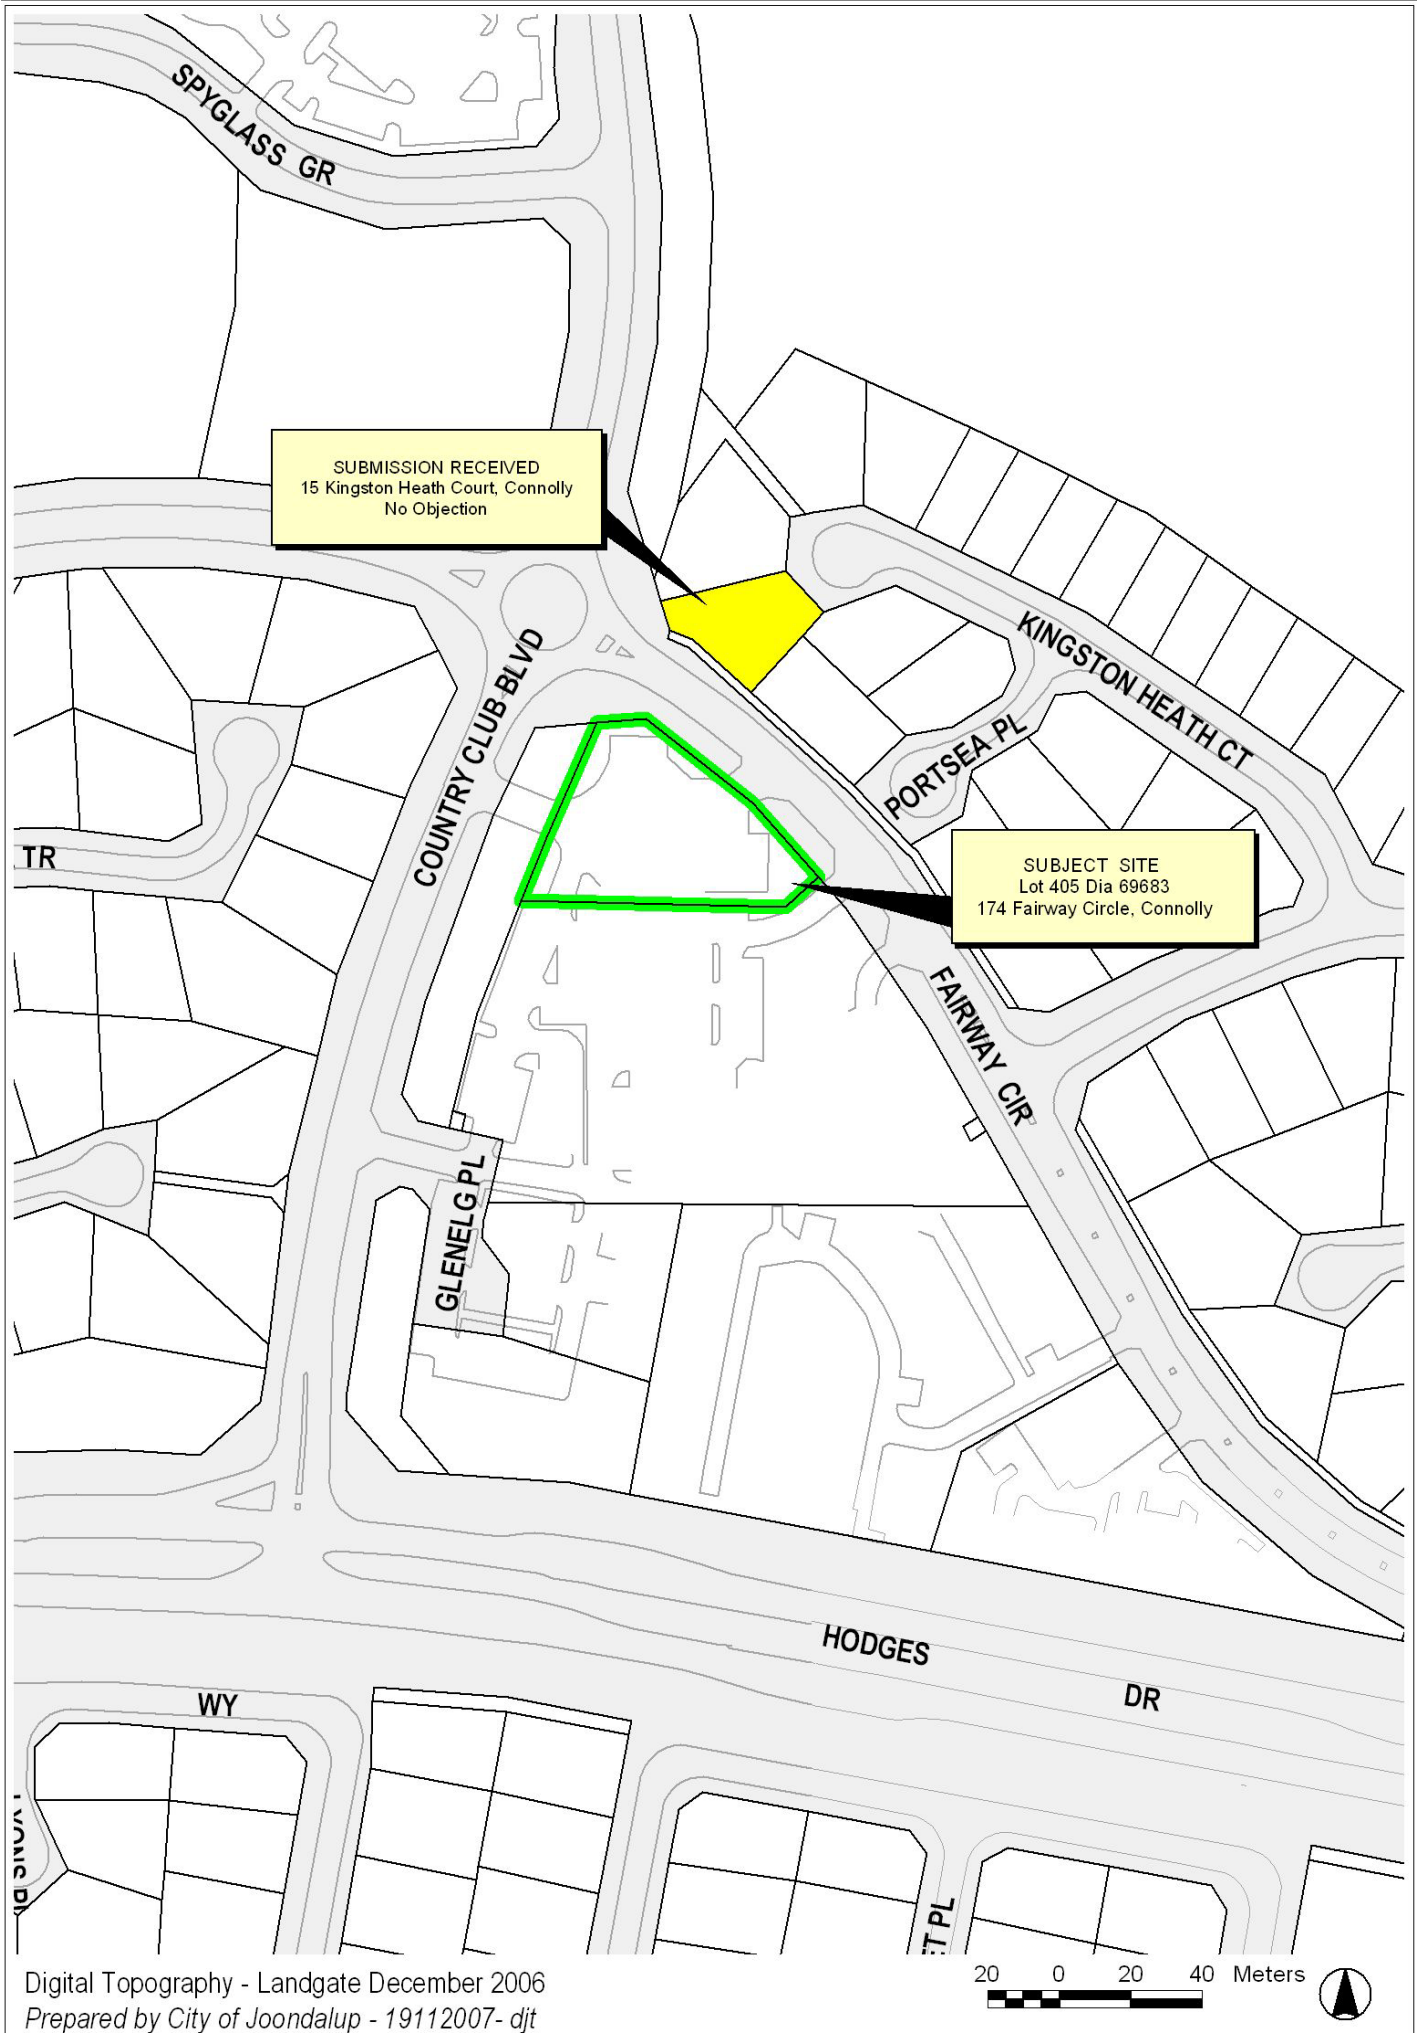 SPYGLASS GR
SUBMISSION RECEIVED
15 Kingston Heath Court, Connolly
No Objection
COUNTRY CLUB BLVD
KINGSTON HEATH CT
PORTSEA PL
TR
SUBJECT SITE
Lot 405 Dia 69683
174 Fairway Circle, Connolly
FAIRWAY CIR
GLENELG PL
HODGES
DR
WY
PL
Digital Topography - Landgate December 2006
Prepared by City of Joondalup - 19112007- djt
20 0 20 40 Meters